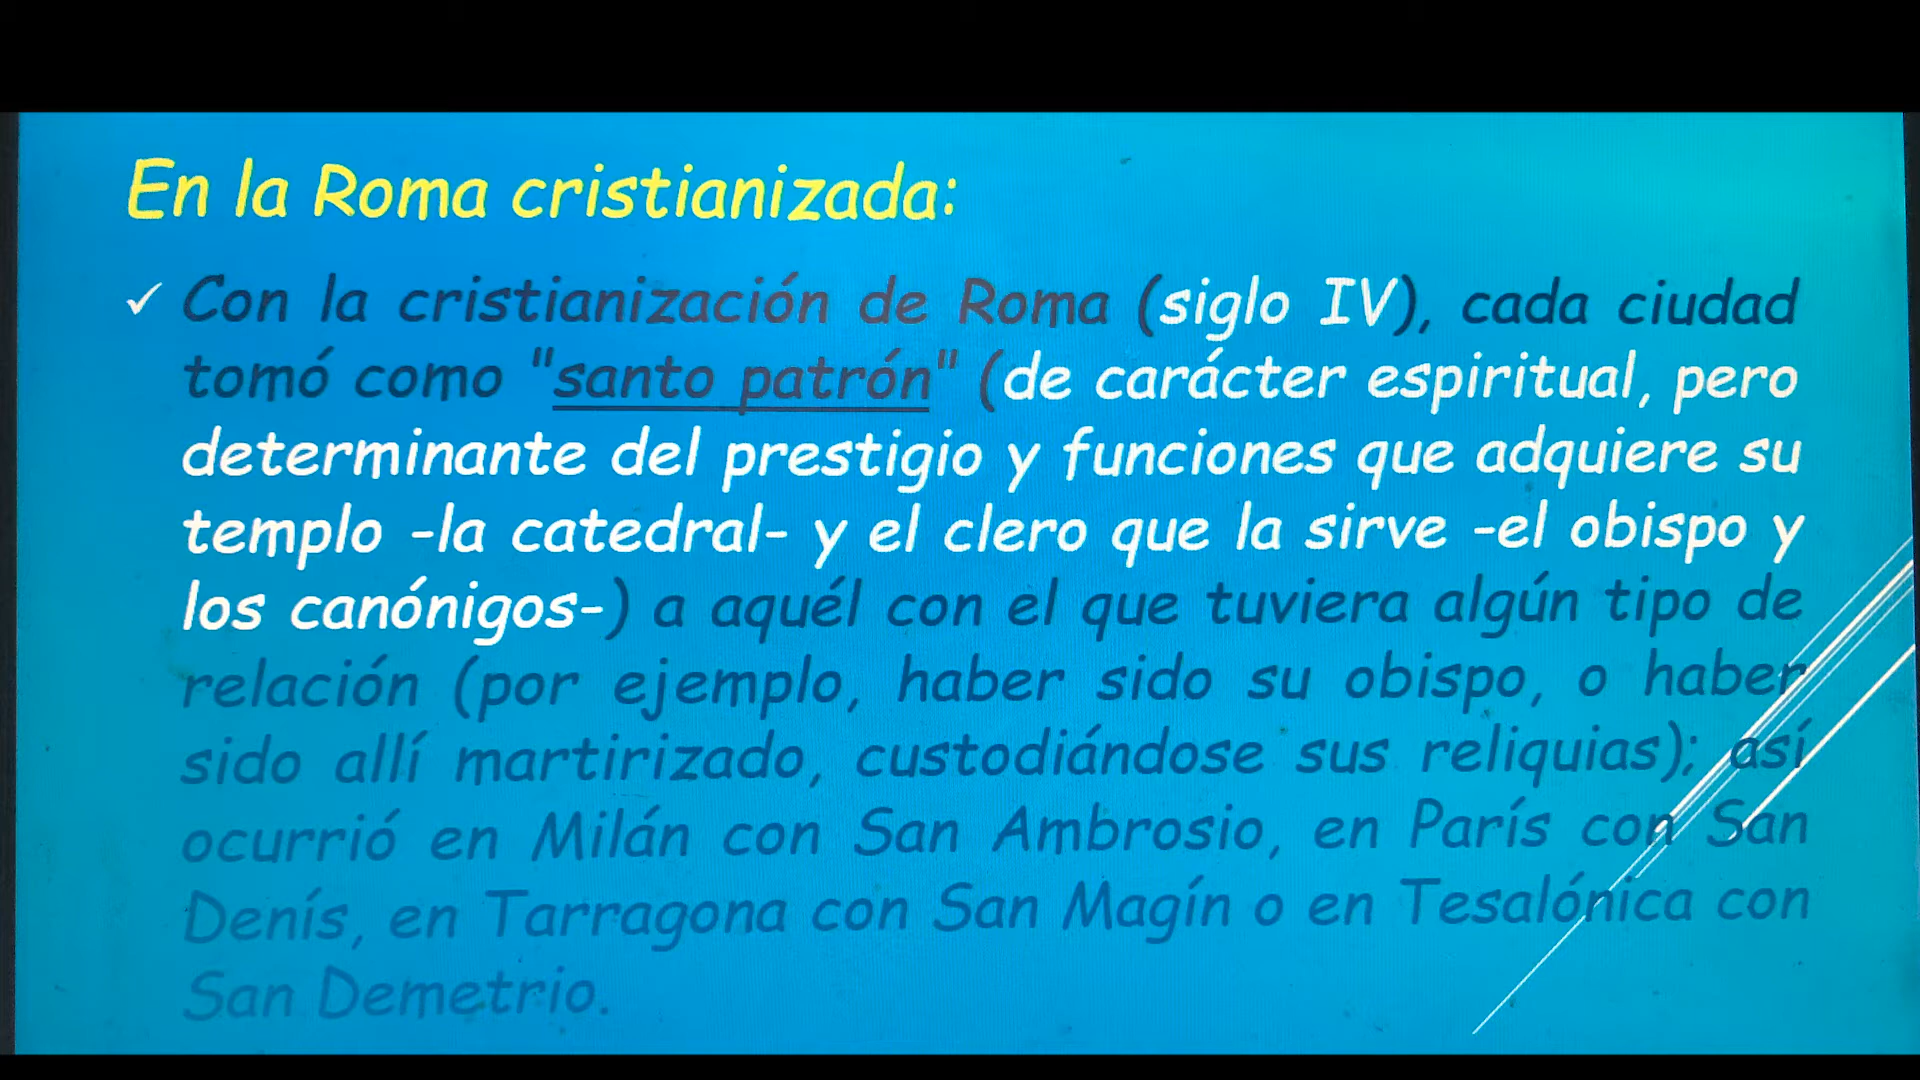 En la Roma cristianizada:
✓ Con la cristianización de Roma (siglo IV), cada ciudad
tomó como "santo patrón" (de carácter espiritual, pero
determinante del prestigio y funciones que adquiere su
templo -la catedral- y el clero que la sirve -el obispo y
los canónigos-) a aquél con el que tuviera algún tipo de
relación (por ejemplo, haber sido su obispo, o haber
sido allí martirizado, custodiándose sus reliquias); así
ocurrió en Milán con San Ambrosio, en París con San
Denís, en Tarragona con San Magín o en Tesalónica con
San Demetrio.